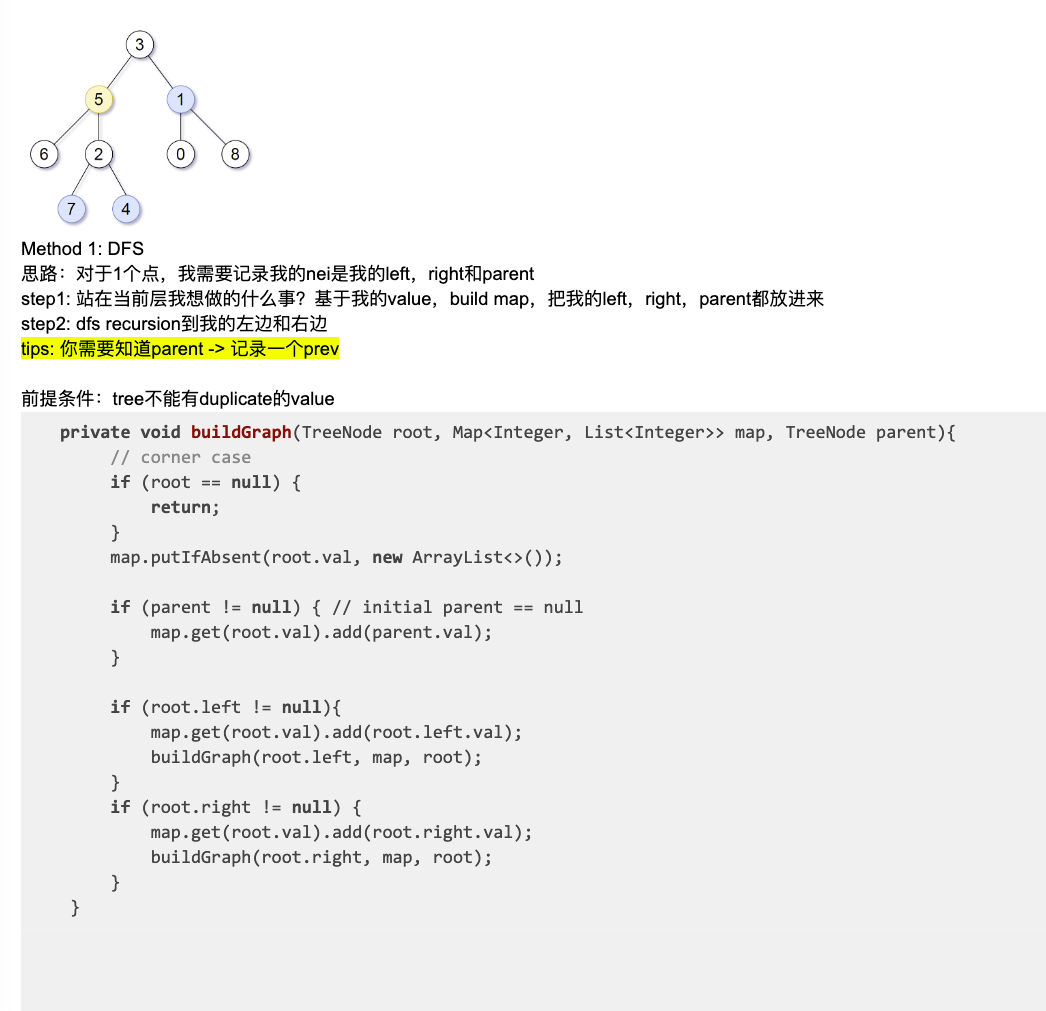 3
5 1
6 2 0 8
7 4
Method 1: DFS
思路：对于1个点，我需要记录我的nei是我的left，right和parent
step1: 站在当前层我想做的什么事？基于我的value，build map，把我的left，right，parent都放进来
step2: dfs recursion到我的左边和右边
tips: 你需要知道parent -> 记录一个prev
前提条件：tree不能有duplicate的value
private void buildGraph(TreeNode root, Map<Integer, List<Integer>> map, TreeNode parent){
// corner case
if (root == null) {
return;
}
map.putIfAbsent(root.val, new ArrayList<>());
if (parent != null) { // initial parent == null
map.get(root.val).add(parent.val);
}
if (root.left != null){
map.get(root.val).add(root.left.val);
buildGraph(root.left, map, root);
}
if (root.right != null) {
map.get(root.val).add(root.right.val);
buildGraph(root.right, map, root);
}
}